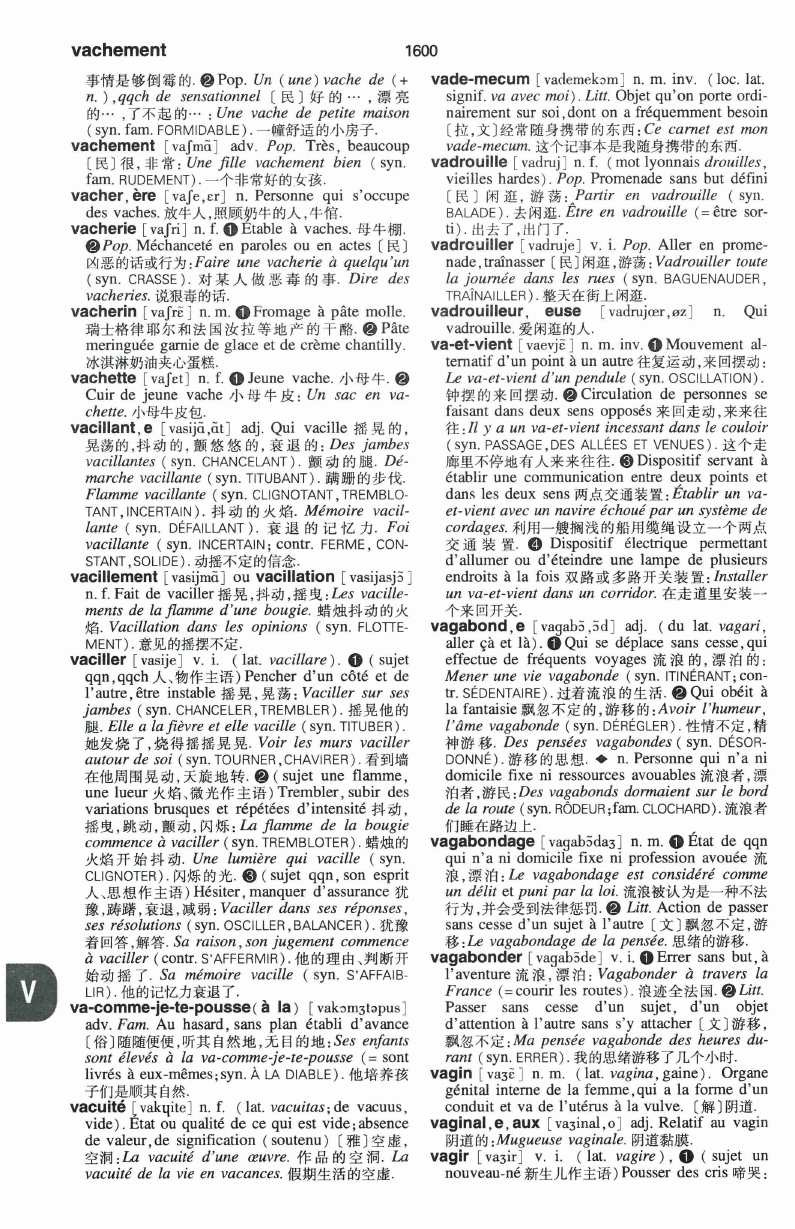 vachement
1600
事情是够倒霉的. ❷ Pop. Un (une) vache de (+
n.), qqch de sensationnel〔民〕好的…,漂亮
的…,了不起的…: Une vache de petite maison
(syn. fam. FORMIDABLE). 一幢舒适的小房子.
vachement [vaʃmɑ̃] adv. Pop. Très, beaucoup
〔民〕很,非常: Une fille vachement bien (syn.
fam. RUDEMENT). 一个非常好的女孩.
vacher, ère [vaʃe,ɛr] n. Personne qui s'occupe
des vaches. 放牛人,照顾奶牛的人,牛倌.
vacherie [vaʃri] n. f. ❶ Étable à vaches. 母牛棚.
❷ Pop. Méchanceté en paroles ou en actes〔民〕
凶恶的话或行为: Faire une vacherie à quelqu'un
(syn. CRASSE). 对某人做恶毒的事. Dire des
vacheries. 说狠毒的话.
vacherin [vaʃrɛ̃] n. m. ❶ Fromage à pâte molle.
瑞士格律耶尔和法国汝拉等地产的干酪. ❷ Pâte
meringuée garnie de glace et de crème chantilly.
冰淇淋奶油夹心蛋糕.
vachette [vaʃɛt] n. f. ❶ Jeune vache. 小母牛. ❷
Cuir de jeune vache 小母牛皮: Un sac en va-
chette. 小母牛皮包.
vacillant, e [vasijɑ̃,ɑ̃t] adj. Qui vacille 摇晃的,
晃荡的,抖动的,颤悠悠的,衰退的: Des jambes
vacillantes (syn. CHANCELANT). 颤动的腿. Dé-
marche vacillante (syn. TITUBANT). 蹒跚的步伐.
Flamme vacillante (syn. CLIGNOTANT, TREMBLO-
TANT, INCERTAIN). 抖动的火焰. Mémoire vacil-
lante (syn. DÉFAILLANT). 衰退的记忆力. Foi
vacillante (syn. INCERTAIN; contr. FERME, CON-
STANT, SOLIDE). 动摇不定的信念.
vacillement [vasijmɑ̃] ou vacillation [vasijasjɔ̃]
n. f. Fait de vaciller 摇晃,抖动,摇曳: Les vacille-
ments de la flamme d'une bougie. 蜡烛抖动的火
焰. Vacillation dans les opinions (syn. FLOTTE-
MENT). 意见的摇摆不定.
vaciller [vasije] v. i. (lat. vacillare). ❶ (sujet
qqn, qqch 人、物作主语) Pencher d'un côté et de
l'autre, être instable 摇晃,晃荡: Vaciller sur ses
jambes (syn. CHANCELER, TREMBLER). 摇晃他的
腿. Elle a la fièvre et elle vacille (syn. TITUBER).
她发烧了,烧得摇摇晃晃. Voir les murs vaciller
autour de soi (syn. TOURNER, CHAVIRER). 看到墙
在他周围晃动,天旋地转. ❷ (sujet une flamme,
une lueur 火焰、微光作主语) Trembler, subir des
variations brusques et répétées d'intensité 抖动,
摇曳,跳动,颤动,闪烁: La flamme de la bougie
commence à vaciller (syn. TREMBLOTER). 蜡烛的
火焰开始抖动. Une lumière qui vacille (syn.
CLIGNOTER). 闪烁的光. ❸ (sujet qqn, son esprit
人、思想作主语) Hésiter, manquer d'assurance 犹
豫,踌躇,衰退,减弱: Vaciller dans ses réponses,
ses résolutions (syn. OSCILLER, BALANCER). 犹豫
着回答,解答. Sa raison, son jugement commence
à vaciller (contr. S'AFFERMIR). 他的理由、判断开
始动摇了. Sa mémoire vacille (syn. S'AFFAIB-
LIR). 他的记忆力衰退了.
va-comme-je-te-pousse(à la) [vakɔmʒtəpus]
adv. Fam. Au hasard, sans plan établi d'avance
〔俗〕随随便便,听其自然地,无目的地: Ses enfants
sont élevés à la va-comme-je-te-pousse (= sont
livrés à eux-mêmes; syn. À LA DIABLE). 他培养孩
子们是顺其自然.
vacuité [vakɥite] n. f. (lat. vacuitas; de vacuus,
vide). État ou qualité de ce qui est vide; absence
de valeur, de signification (soutenu)〔雅〕空虚,
空洞: La vacuité d'une œuvre. 作品的空洞. La
vacuité de la vie en vacances. 假期生活的空虚.
vade-mecum [vademekɔm] n. m. inv. (loc. lat.
signif. va avec moi). Litt. Objet qu'on porte ordi-
nairement sur soi, dont on a fréquemment besoin
〔拉,文〕经常随身携带的东西: Ce carnet est mon
vade-mecum. 这个记事本是我随身携带的东西.
vadrouille [vadruj] n. f. (mot lyonnais drouilles,
vieilles hardes). Pop. Promenade sans but défini
〔民〕闲逛,游荡: Partir en vadrouille (syn.
BALADE). 去闲逛. Être en vadrouille (= être sor-
ti). 出去了,出门了.
vadrouiller [vadruje] v. i. Pop. Aller en prome-
nade, traînasser〔民〕闲逛,游荡: Vadrouiller toute
la journée dans les rues (syn. BAGUENAUDER,
TRAÎNAILLER). 整天在街上闲逛.
vadrouilleur, euse [vadrujœr,øz] n. Qui
vadrouille. 爱闲逛的人.
va-et-vient [vaevjɛ̃] n. m. inv. ❶ Mouvement al-
ternatif d'un point à un autre 往复运动,来回摆动:
Le va-et-vient d'un pendule (syn. OSCILLATION).
钟摆的来回摆动. ❷ Circulation de personnes se
faisant dans deux sens opposés 来回走动,来来往
往: Il y a un va-et-vient incessant dans le couloir
(syn. PASSAGE, DES ALLÉES ET VENUES). 这个走
廊里不停地有人来来往往. ❸ Dispositif servant à
établir une communication entre deux points et
dans les deux sens 两点交通装置: Établir un va-
et-vient avec un navire échoué par un système de
cordages. 利用一艘搁浅的船用缆绳设立一个两点
交通装置. ❹ Dispositif électrique permettant
d'allumer ou d'éteindre une lampe de plusieurs
endroits à la fois 双路或多路开关装置: Installer
un va-et-vient dans un corridor. 在走道里安装一
个来回开关.
vagabond, e [vagabɔ̃,ɔ̃d] adj. (du lat. vagari,
aller çà et là). ❶ Qui se déplace sans cesse, qui
effectue de fréquents voyages 流浪的,漂泊的:
Mener une vie vagabonde (syn. ITINÉRANT; con-
tr. SÉDENTAIRE). 过着流浪的生活. ❷ Qui obéit à
la fantaisie 飘忽不定的,游移的: Avoir l'humeur,
l'âme vagabonde (syn. DÉRÉGLER). 性情不定,精
神游移. Des pensées vagabondes (syn. DÉSOR-
DONNÉ). 游移的思想. ◆ n. Personne qui n'a ni
domicile fixe ni ressources avouables 流浪者,漂
泊者,游民: Des vagabonds dormaient sur le bord
de la route (syn. RÔDEUR; fam. CLOCHARD). 流浪者
们睡在路边上.
vagabondage [vagabɔ̃daʒ] n. m. ❶ État de qqn
qui n'a ni domicile fixe ni profession avouée 流
浪,漂泊: Le vagabondage est considéré comme
un délit et puni par la loi. 流浪被认为是一种不法
行为,并会受到法律惩罚. ❷ Litt. Action de passer
sans cesse d'un sujet à l'autre〔文〕飘忽不定,游
移: Le vagabondage de la pensée. 思绪的游移.
vagabonder [vagabɔ̃de] v. i. ❶ Errer sans but, à
l'aventure 流浪,漂泊: Vagabonder à travers la
France (= courir les routes). 浪迹全法国. ❷ Litt.
Passer sans cesse d'un sujet, d'un objet
d'attention à l'autre sans s'y attacher〔文〕游移,
飘忽不定: Ma pensée vagabonde des heures du-
rant (syn. ERRER). 我的思绪游移了几个小时.
vagin [vaʒɛ̃] n. m. (lat. vagina, gaine). Organe
génital interne de la femme, qui a la forme d'un
conduit et va de l'utérus à la vulve.〔解〕阴道.
vaginal, e, aux [vaʒinal,o] adj. Relatif au vagin
阴道的: Mugueuse vaginale. 阴道黏膜.
vagir [vaʒir] v. i. (lat. vagire), ❶ (sujet un
nouveau-né 新生儿作主语) Pousser des cris 啼哭:
V